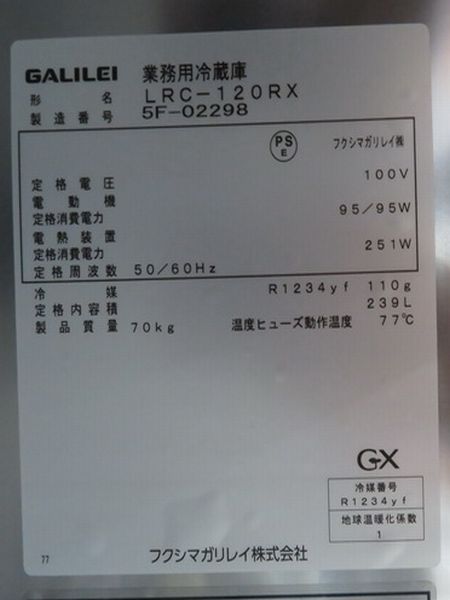 GALILEI 業務用冷蔵庫
形名 LRC-120RX
製造番号 5F-02298
PS E フクシマガリレイ㈱
定格電圧 100V
電動機
定格消費電力 95/95W
電熱装置
定格消費電力 251W
定格周波数 50/60Hz
冷媒 R1234yf 110g
定格内容積 239L
製品質量 70kg 温度ヒューズ動作温度 77℃
GX
冷媒番号
R1234yf
地球温暖化係数
1
77 フクシマガリレイ株式会社